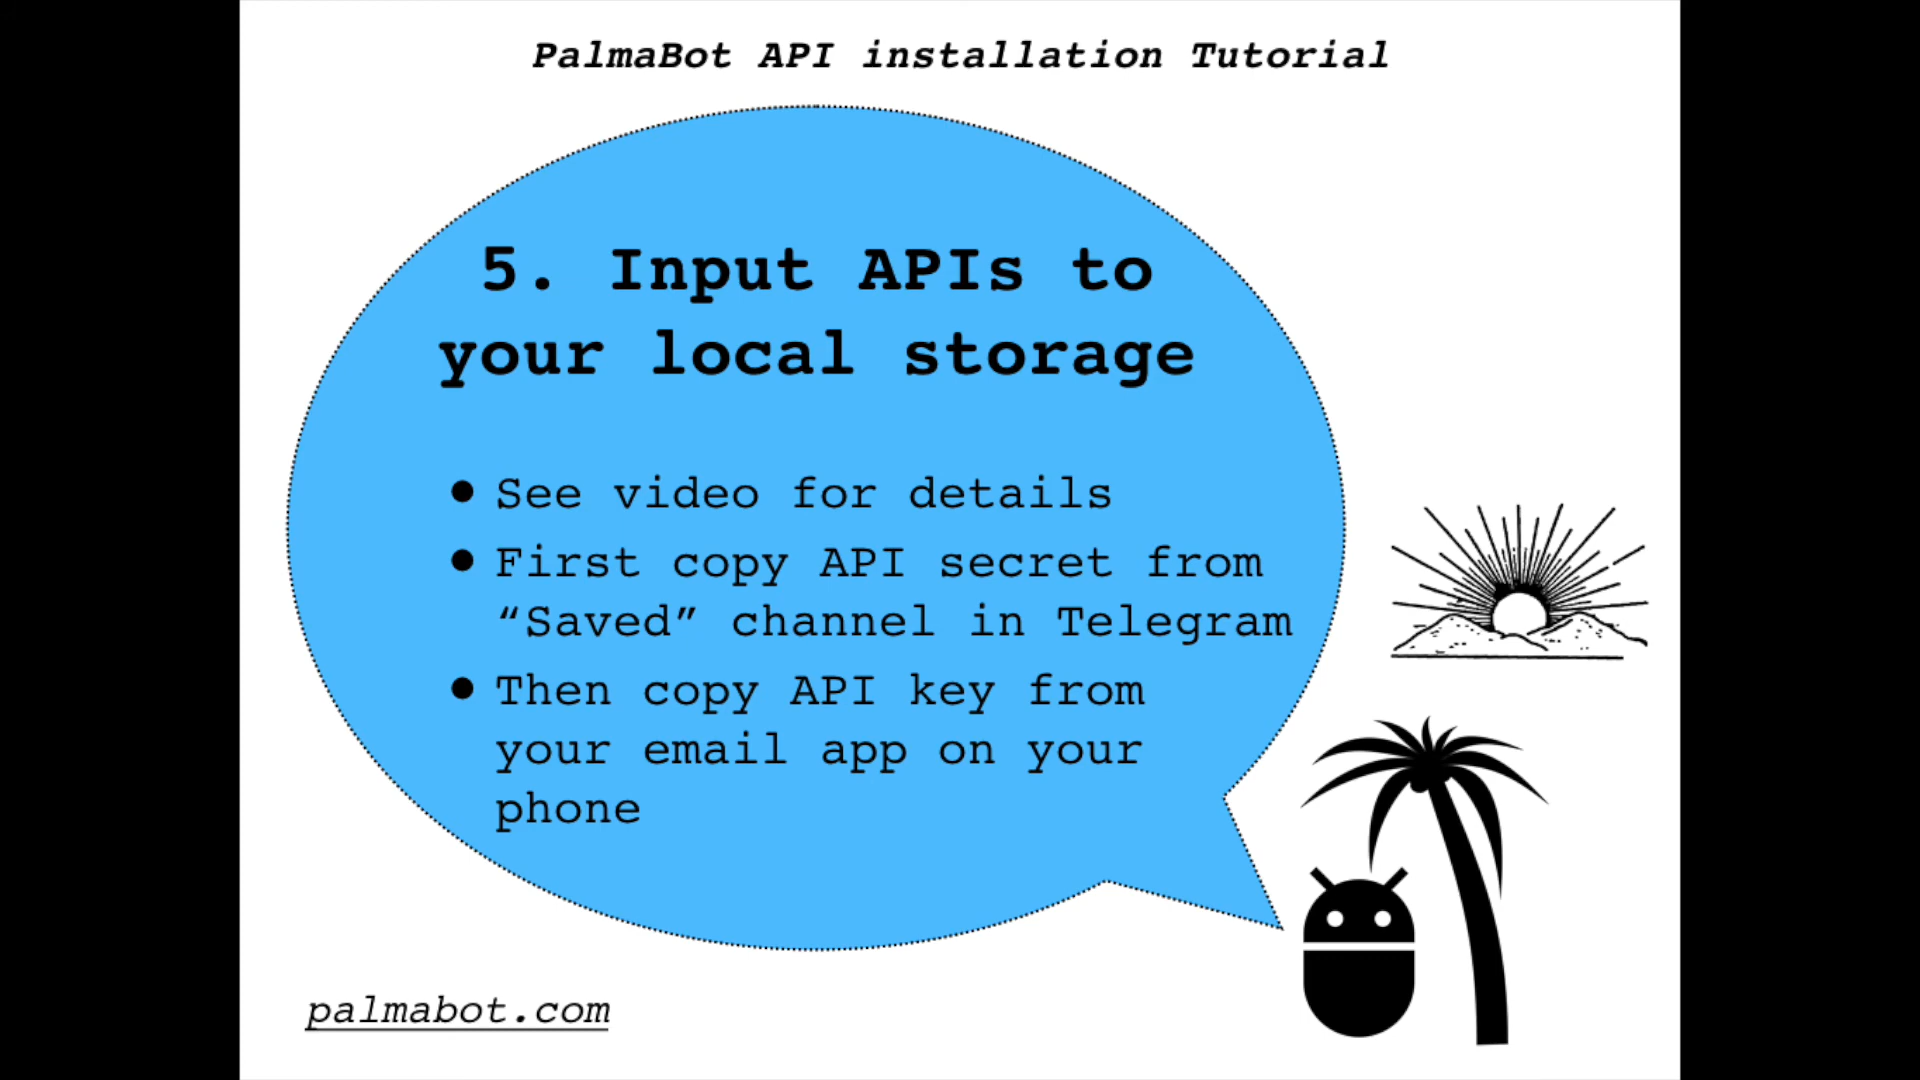 PalmaBot API installation Tutorial
5. Input APIs to
your local storage
● See video for details
● First copy API secret from
“Saved” channel in Telegram
● Then copy API key from
your email app on your
phone
palmabot.com